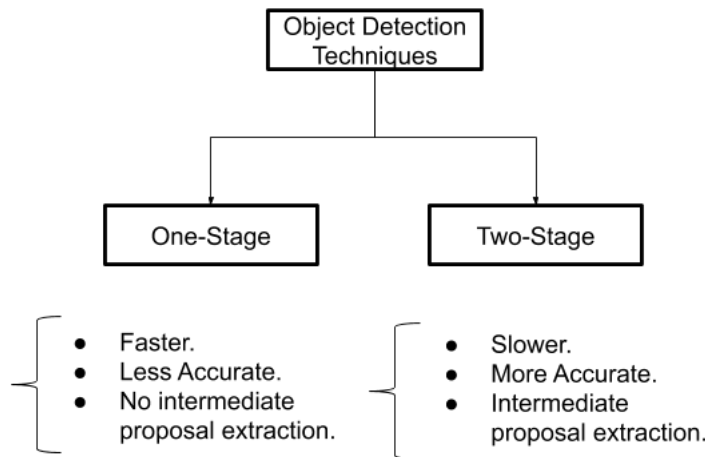 Object Detection
Techniques
One-Stage
Two-Stage
● Faster.
● Less Accurate.
● No intermediate
proposal extraction.
● Slower.
● More Accurate.
● Intermediate
proposal extraction.